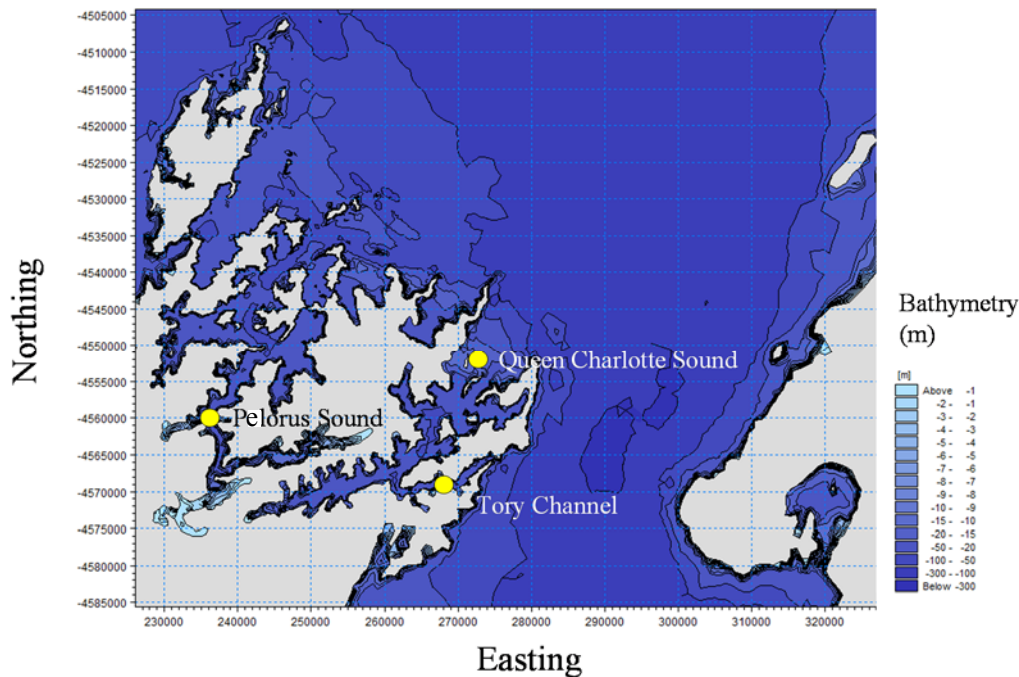 -4505000
-4510000
-4515000
-4520000
-4525000
-4530000
-4535000
-4540000
-4545000
-4550000
-4555000
-4560000
-4565000
-4570000
-4575000
-4580000
-4585000
Northing
Queen Charlotte Sound
Pelorus Sound
Tory Channel
230000 240000 250000 260000 270000 280000 290000 300000 310000 320000
Easting
Bathymetry
(m)
[m]
Above -1
-2 - -1
-3 - -2
-4 - -3
-5 - -4
-6 - -5
-7 - -6
-8 - -7
-9 - -8
-10 - -9
-15 - -10
-20 - -15
-50 - -20
-100 - -50
-300 - -100
Below -300